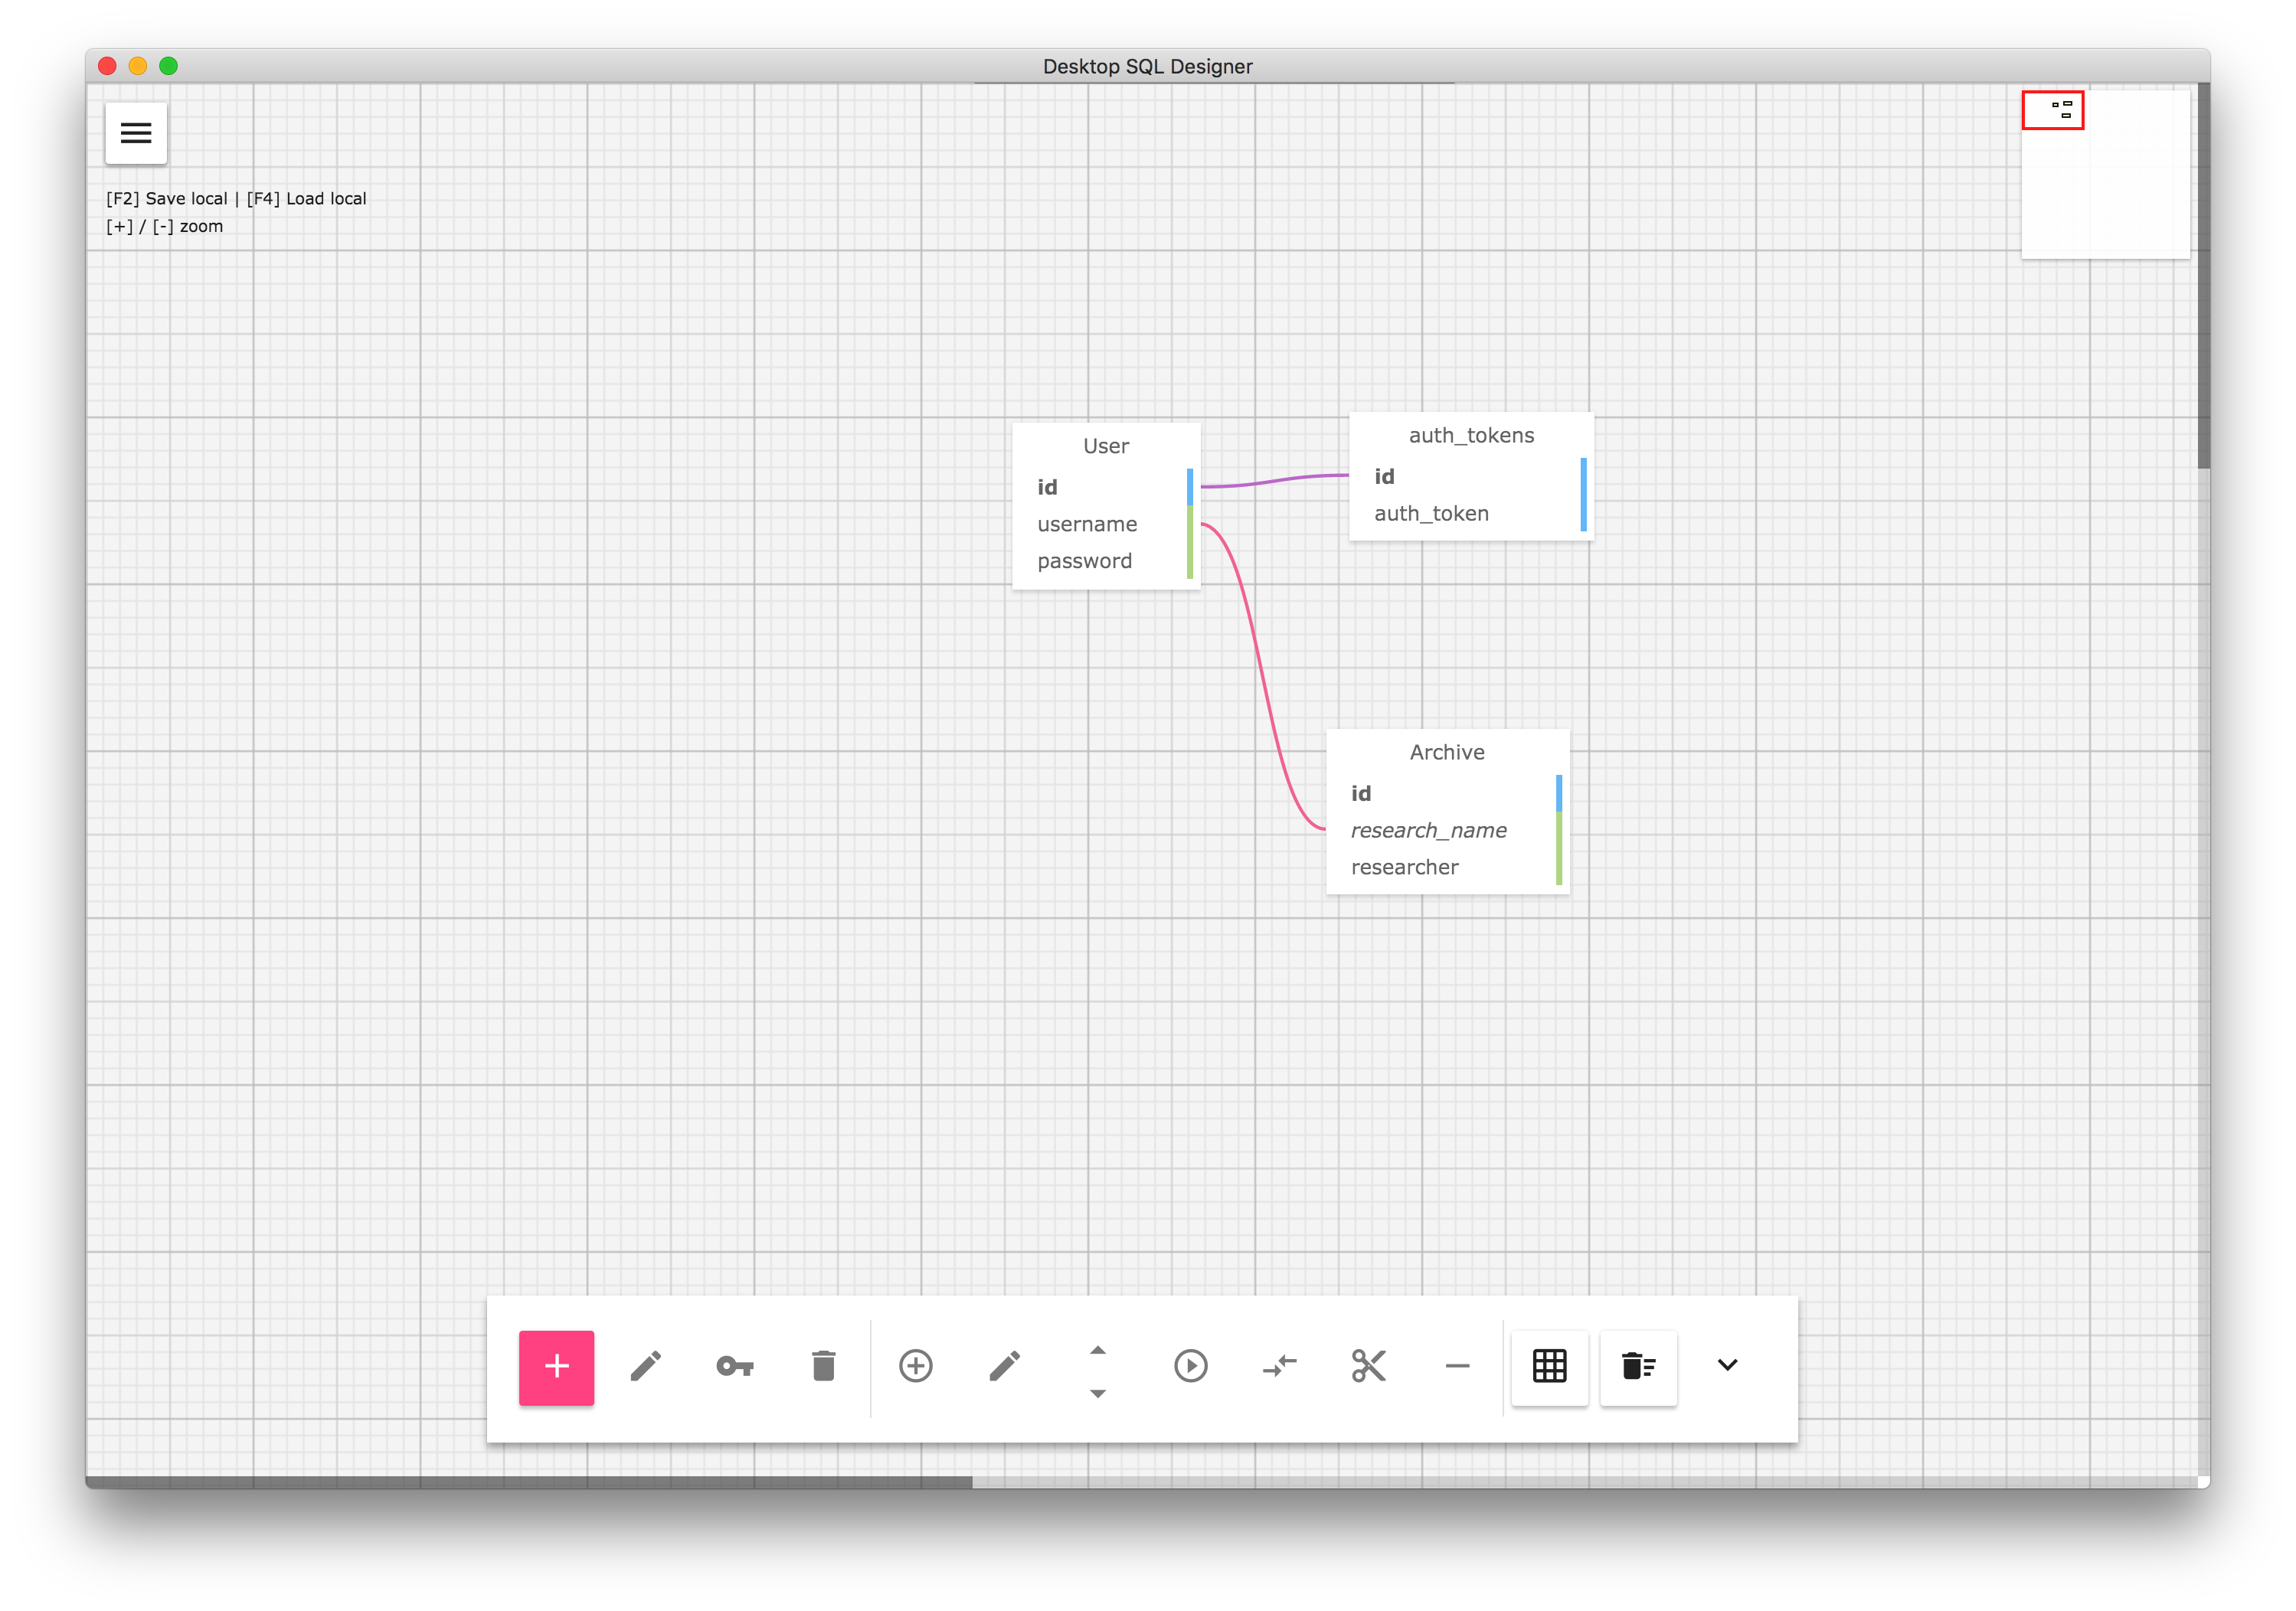 Desktop SQL Designer
[F2] Save local | [F4] Load local
[+] / [-] zoom
User
id
username
password
auth_tokens
id
auth_token
Archive
id
research_name
researcher